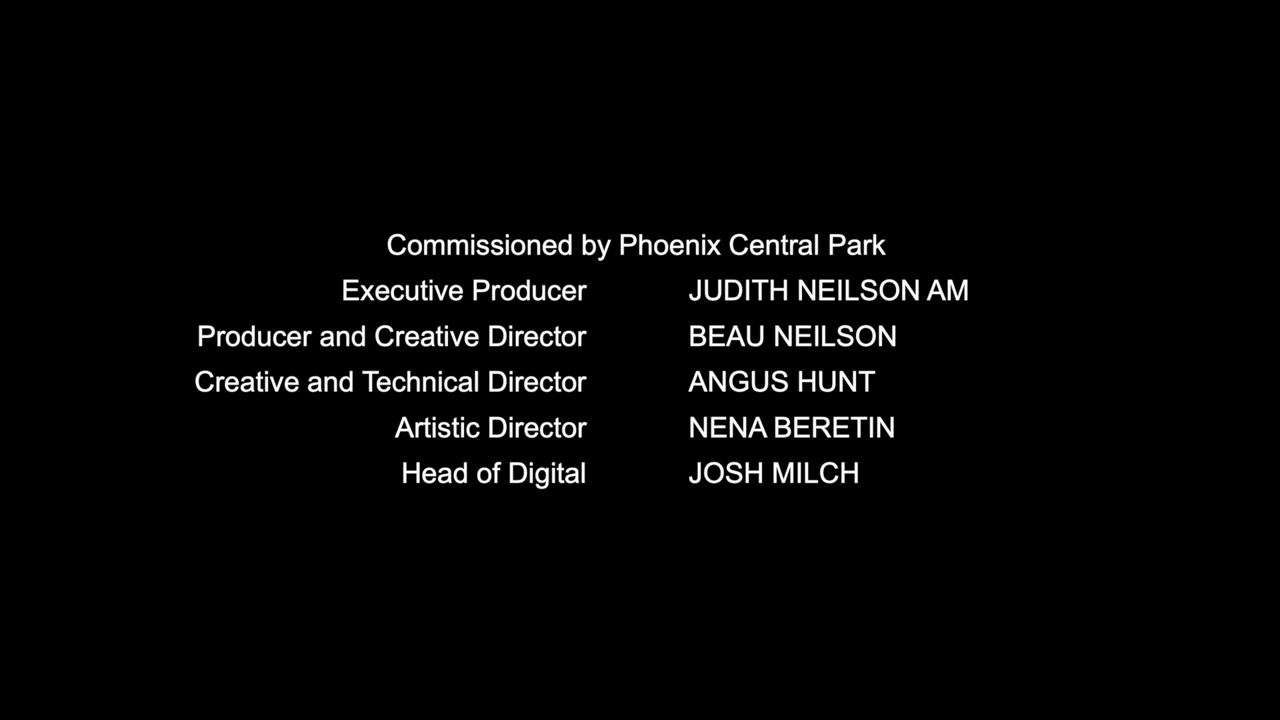 Commissioned by Phoenix Central Park
Executive Producer JUDITH NEILSON AM
Producer and Creative Director BEAU NEILSON
Creative and Technical Director ANGUS HUNT
Artistic Director NENA BERETIN
Head of Digital JOSH MILCH